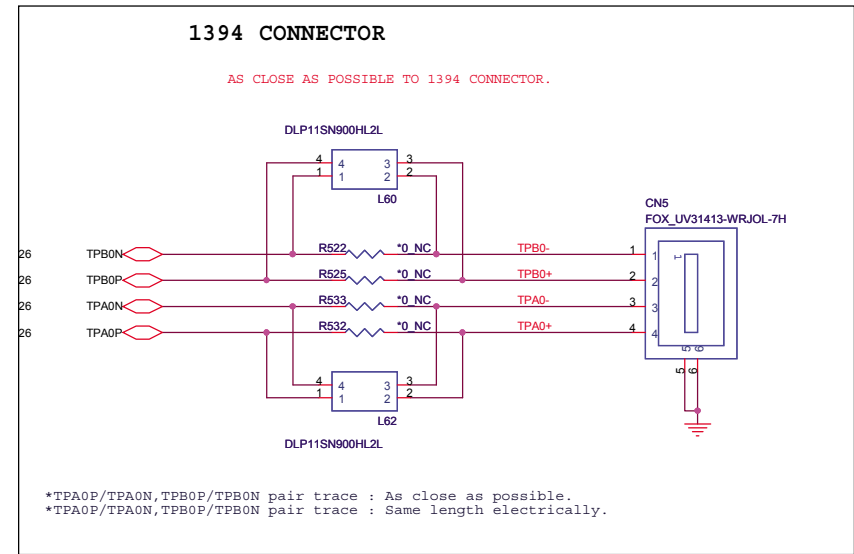 1394 CONNECTOR
AS CLOSE AS POSSIBLE TO 1394 CONNECTOR.
DLP11SN900HL2L
4 4 3 3
1 1 2 2
L60
CN5
FOX_UV31413-WRJOL-7H
26 TPB0N R522 *0_NC TPB0- 1 1 1
26 TPB0P R525 *0_NC TPB0+ 2 2
26 TPA0N R533 *0_NC TPA0- 3 3
26 TPA0P R532 *0_NC TPA0+ 4 4
5 6
5 6
4 4 3 3
1 1 2 2
L62
DLP11SN900HL2L
*TPA0P/TPA0N,TPB0P/TPB0N pair trace : As close as possible.
*TPA0P/TPA0N,TPB0P/TPB0N pair trace : Same length electrically.